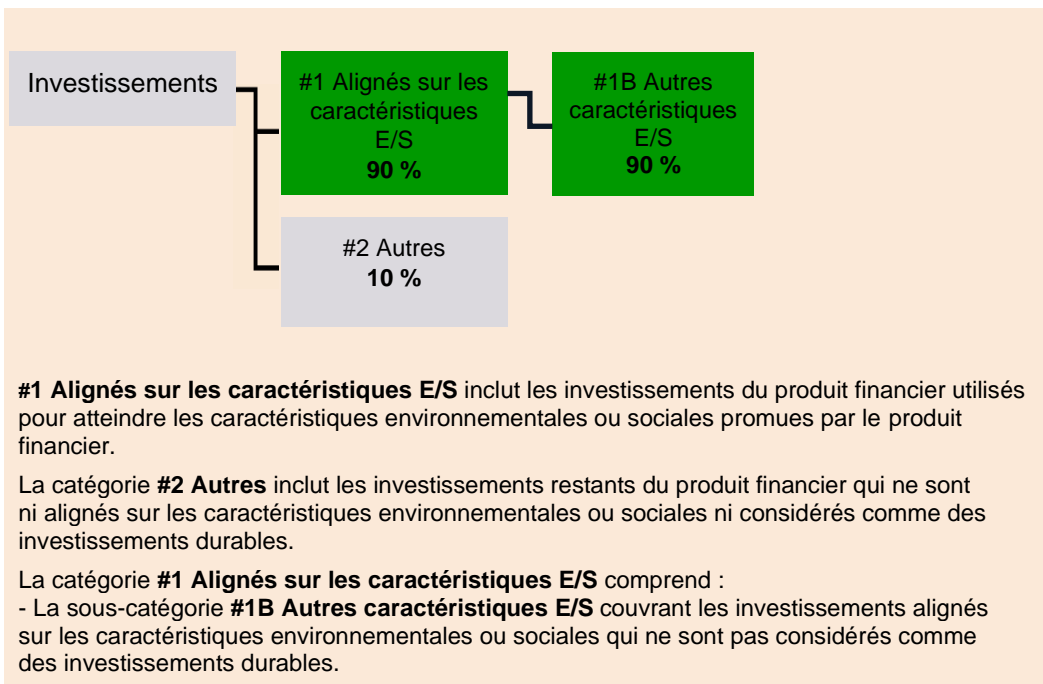 Investissements
#1 Alignés sur les
caractéristiques
E/S
90 %
#1B Autres
caractéristiques
E/S
90 %
#2 Autres
10 %
#1 Alignés sur les caractéristiques E/S inclut les investissements du produit financier utilisés
pour atteindre les caractéristiques environnementales ou sociales promues par le produit
financier.
La catégorie #2 Autres inclut les investissements restants du produit financier qui ne sont
ni alignés sur les caractéristiques environnementales ou sociales ni considérés comme des
investissements durables.
La catégorie #1 Alignés sur les caractéristiques E/S comprend :
- La sous-catégorie #1B Autres caractéristiques E/S couvrant les investissements alignés
sur les caractéristiques environnementales ou sociales qui ne sont pas considérés comme
des investissements durables.